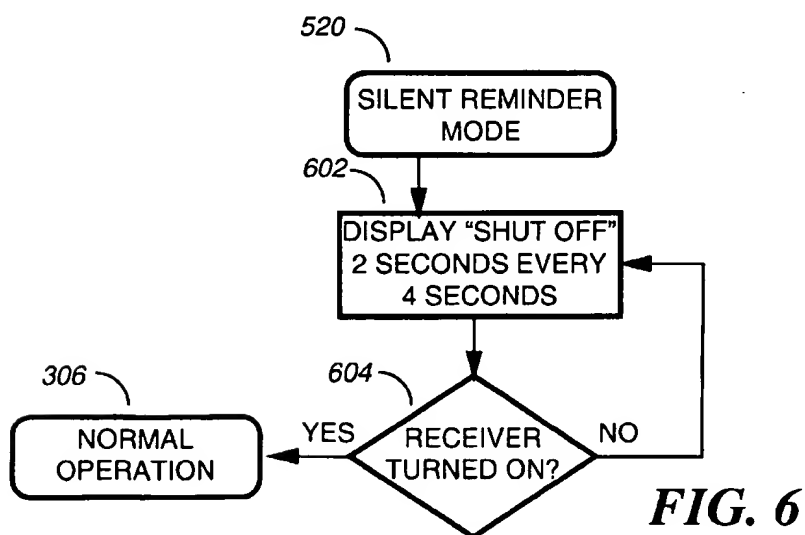 520
SILENT REMINDER
MODE
602
DISPLAY "SHUT OFF"
2 SECONDS EVERY
4 SECONDS
306
NORMAL
OPERATION
YES
604
RECEIVER
TURNED ON?
NO
FIG. 6